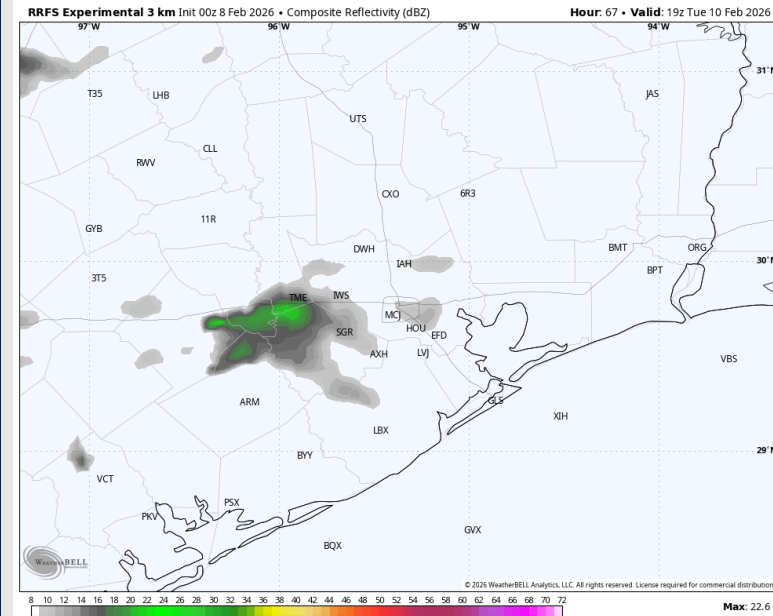 RRFS Experimental 3 km Init 00z 8 Feb 2026 • Composite Reflectivity (dBZ) Hour: 67 • Valid: 19z Tue 10 Feb 2026
97°W 96°W 95°W 94°W
31°N
T35 LHB JAS
UTS
CLL
RWV
CXO 6R3
11R
GYB
DWH BMT ORG
30°N
IAH
BPT
3T5
TME IWS
MCJ
HOU
SGR EFD
AXH LVJ
VBS
ARM GLS
XIH
LBX
29°N
BYY
VCT
PSX
PKV
GVX
BQX
WEATHERBELL
© 2026 WeatherBELL Analytics, LLC. All rights reserved. License required for commercial distribution
8 10 12 14 16 18 20 22 24 26 28 30 32 34 36 38 40 42 44 46 48 50 52 54 56 58 60 62 64 66 68 70 72
Max: 22.6